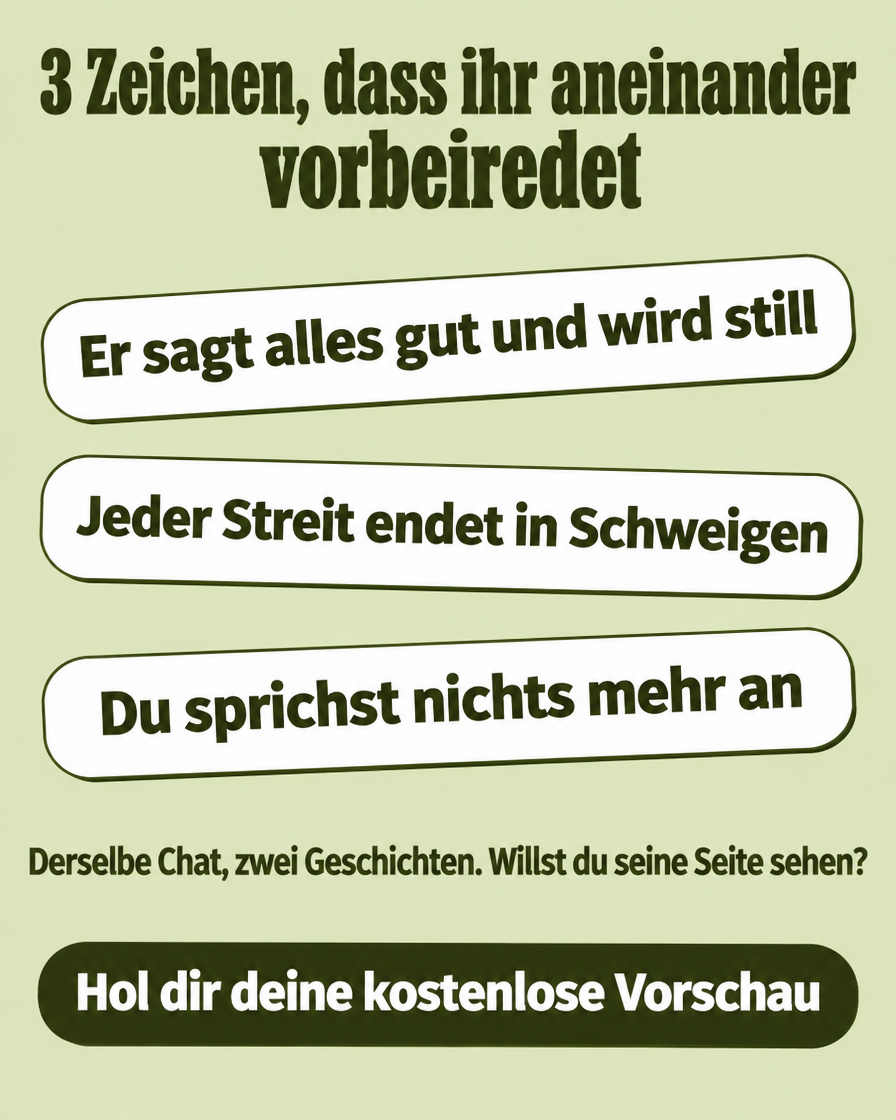 3 Zeichen, dass ihr aneinander
vorbeiredet
Er sagt alles gut und wird still
Jeder Streit endet in Schweigen
Du sprichst nichts mehr an
Derselbe Chat, zwei Geschichten. Willst du seine Seite sehen?
Hol dir deine kostenlose Vorschau